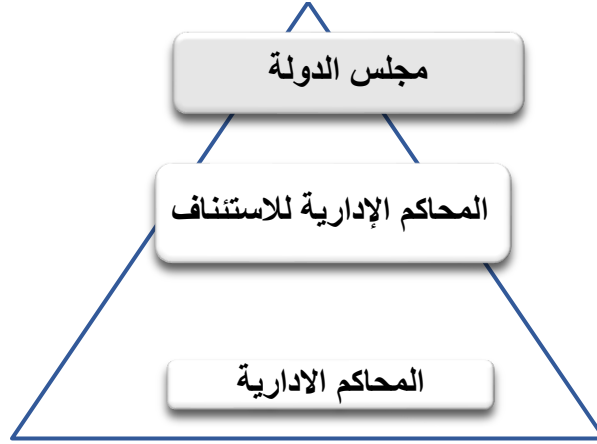 مجلس الدولة
المحاكم الإدارية للاستئناف
المحاكم الادارية